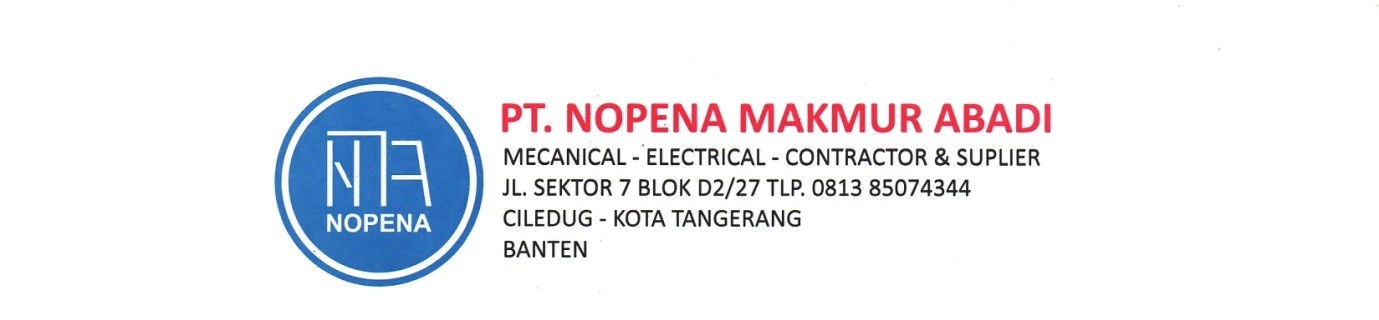 PT. NOPENA MAKMUR ABADI
MECANICAL - ELECTRICAL - CONTRACTOR & SUPLIER
JL. SEKTOR 7 BLOK D2/27 TLP. 0813 85074344
CILEDUG - KOTA TANGERANG
BANTEN
NMA
NOPENA